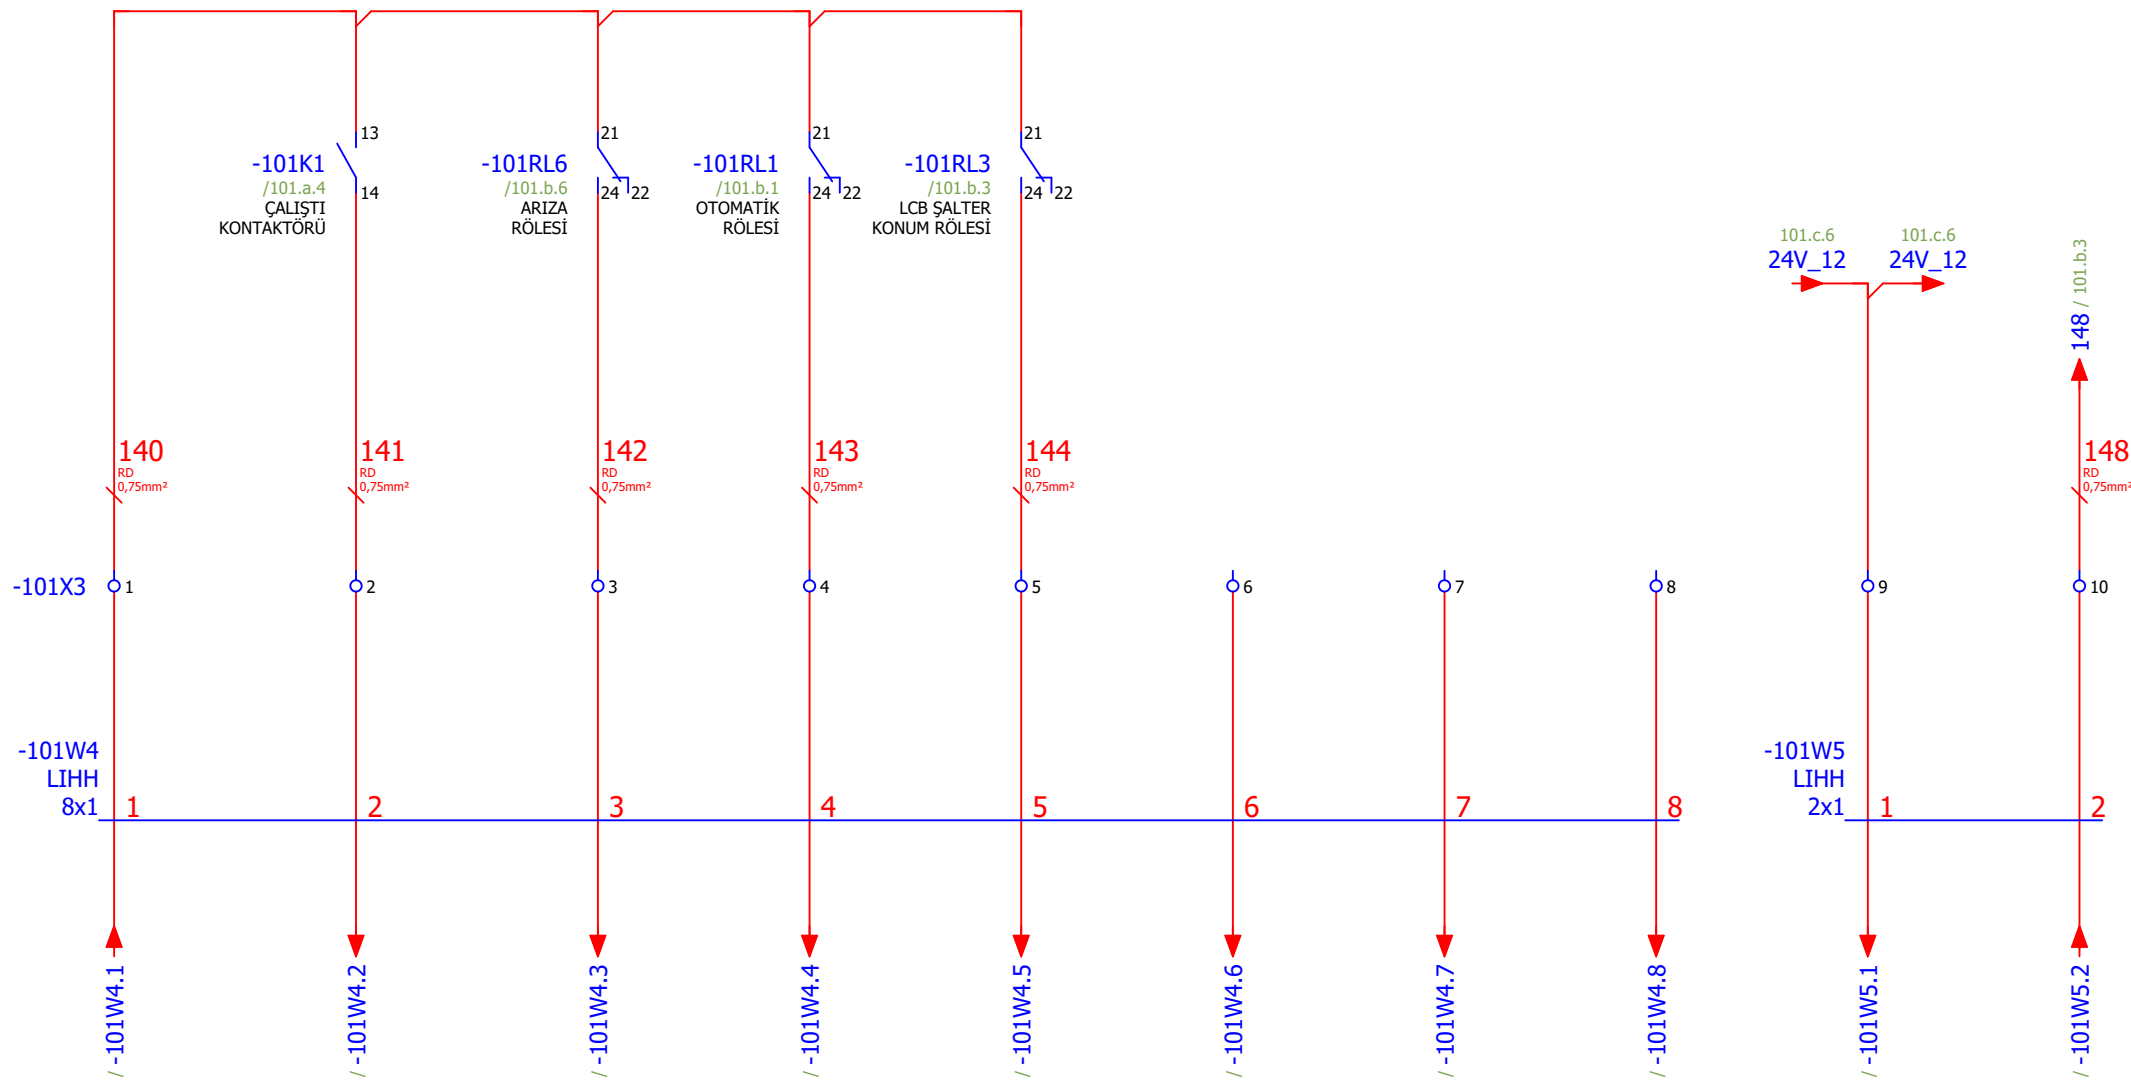 13
-101K1
/101.a.4
14
ÇALIŞTI
KONTAKTÖRÜ
21
-101RL6
/101.b.6
24 22
ARIZA
RÖLESİ
21
-101RL1
/101.b.1
24 22
OTOMATİK
RÖLESİ
21
-101RL3
/101.b.3
24 22
LCB ŞALTER
KONUM RÖLESİ
101.c.6
24V_12
101.c.6
24V_12
148 / 101.b.3
140
RD
0,75mm²
141
RD
0,75mm²
142
RD
0,75mm²
143
RD
0,75mm²
144
RD
0,75mm²
148
RD
0,75mm²
-101X3 1 2 3 4 5 6 7 8 9 10
-101W4
LIHH
8x1 1 2 3 4 5 6 7 8
-101W5
LIHH
2x1 1 2
/ -101W4.1
/ -101W4.2
/ -101W4.3
/ -101W4.4
/ -101W4.5
/ -101W4.6
/ -101W4.7
/ -101W4.8
/ -101W5.1
/ -101W5.2